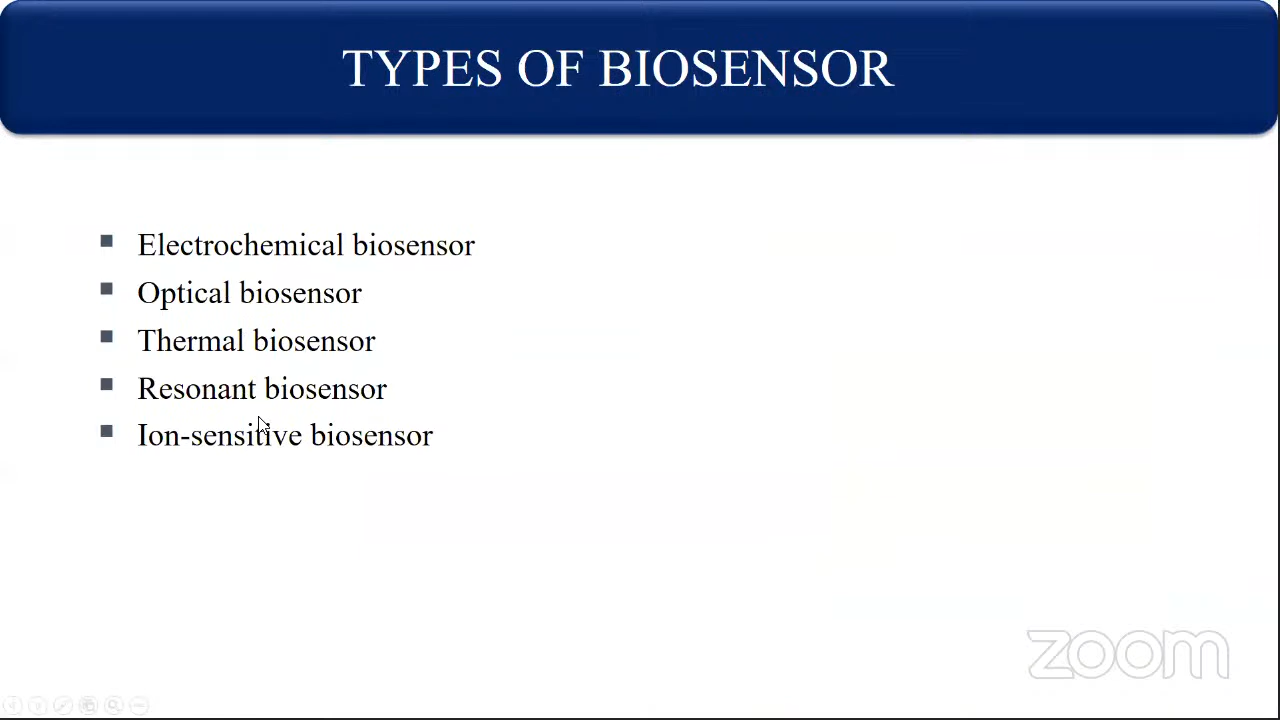 TYPES OF BIOSENSOR
Electrochemical biosensor
Optical biosensor
Thermal biosensor
Resonant biosensor
Ion-sensitive biosensor
zoom